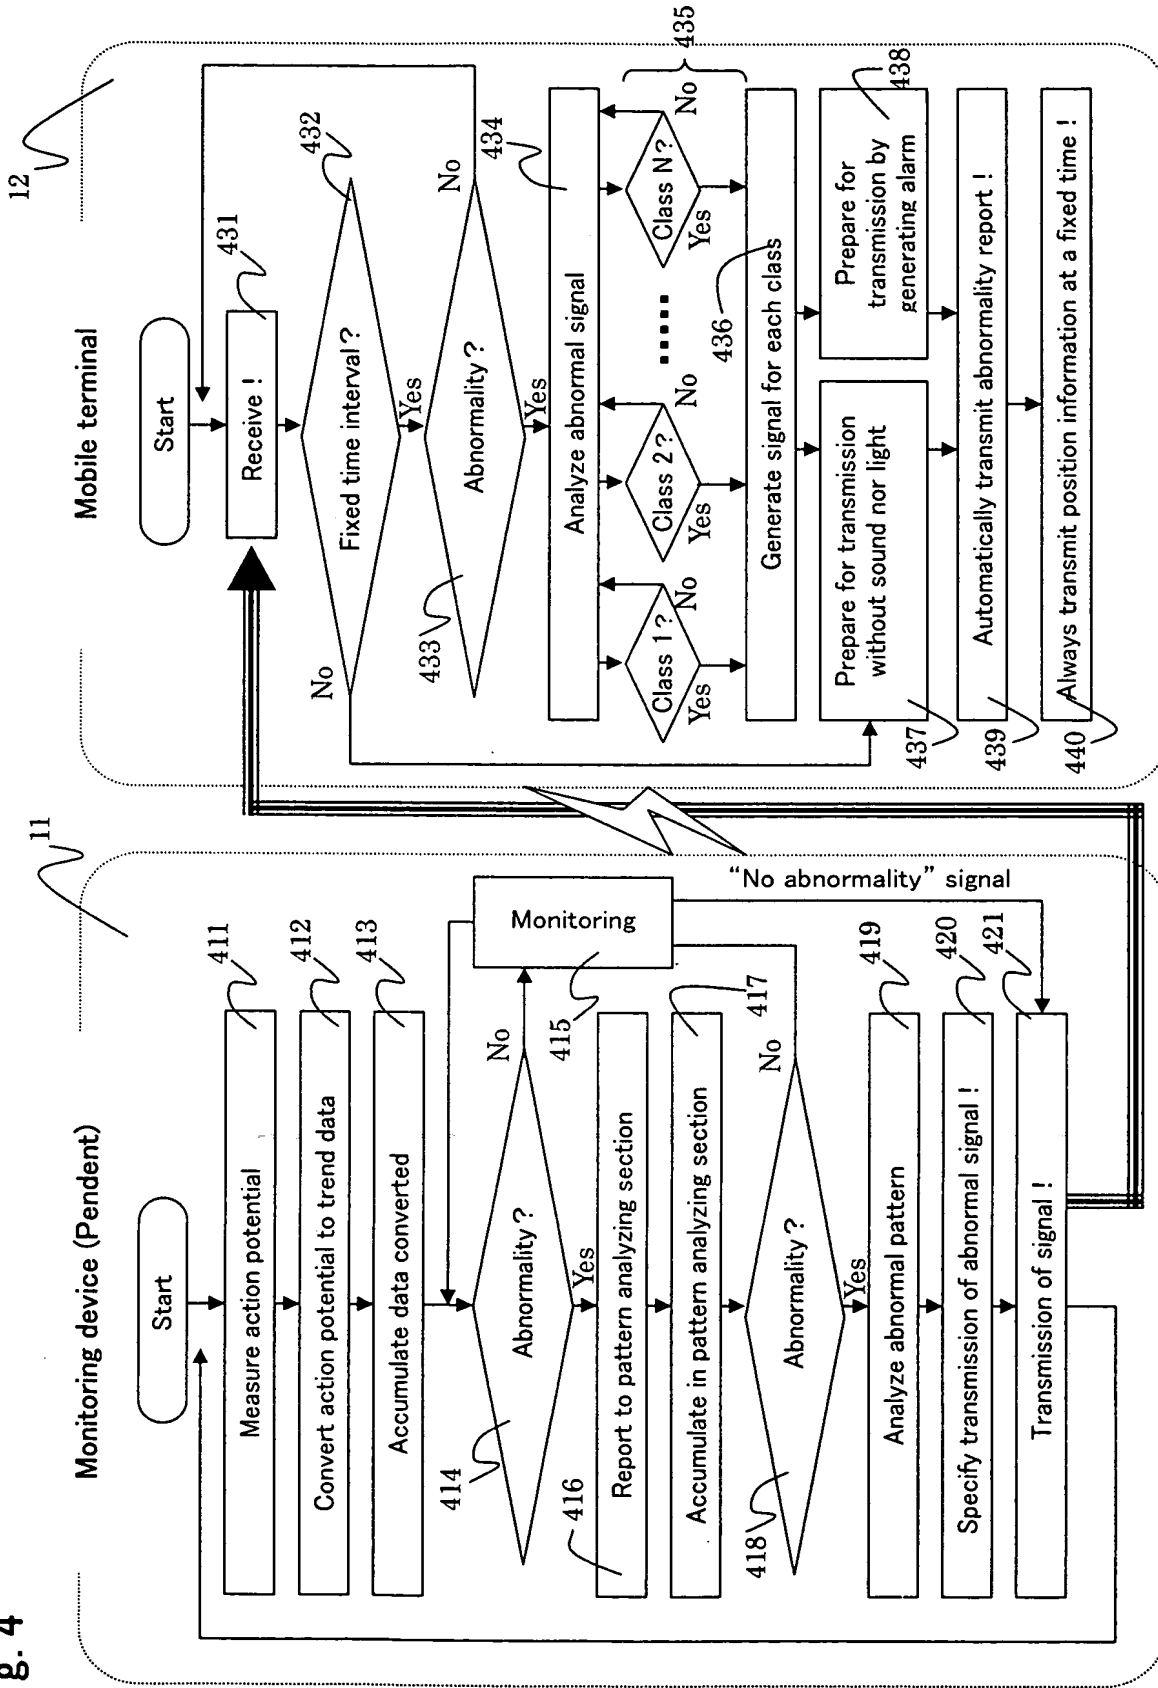 g. 4
Monitoring device (Pendent)
11
Start
Measure action potential
411
Convert action potential to trend data
412
Accumulate data converted
413
414
Abnormality?
No
Yes
Monitoring
415
416
Report to pattern analyzing section
Accumulate in pattern analyzing section
417
418
Abnormality?
No
Yes
"No abnormality" signal
Analyze abnormal pattern
419
Specify transmission of abnormal signal!
420
Transmission of signal!
421
Mobile terminal
12
Start
Receive!
431
Fixed time interval?
432
No
Yes
433
Abnormality?
No
Yes
Analyze abnormal signal
434
Class 1?
No
Yes
Class 2?
No
Yes
......
Class N?
No
Yes
435
Generate signal for each class
436
Prepare for transmission
without sound nor light
437
Prepare for
transmission by
generating alarm
438
Automatically transmit abnormality report!
439
Always transmit position information at a fixed time!
440